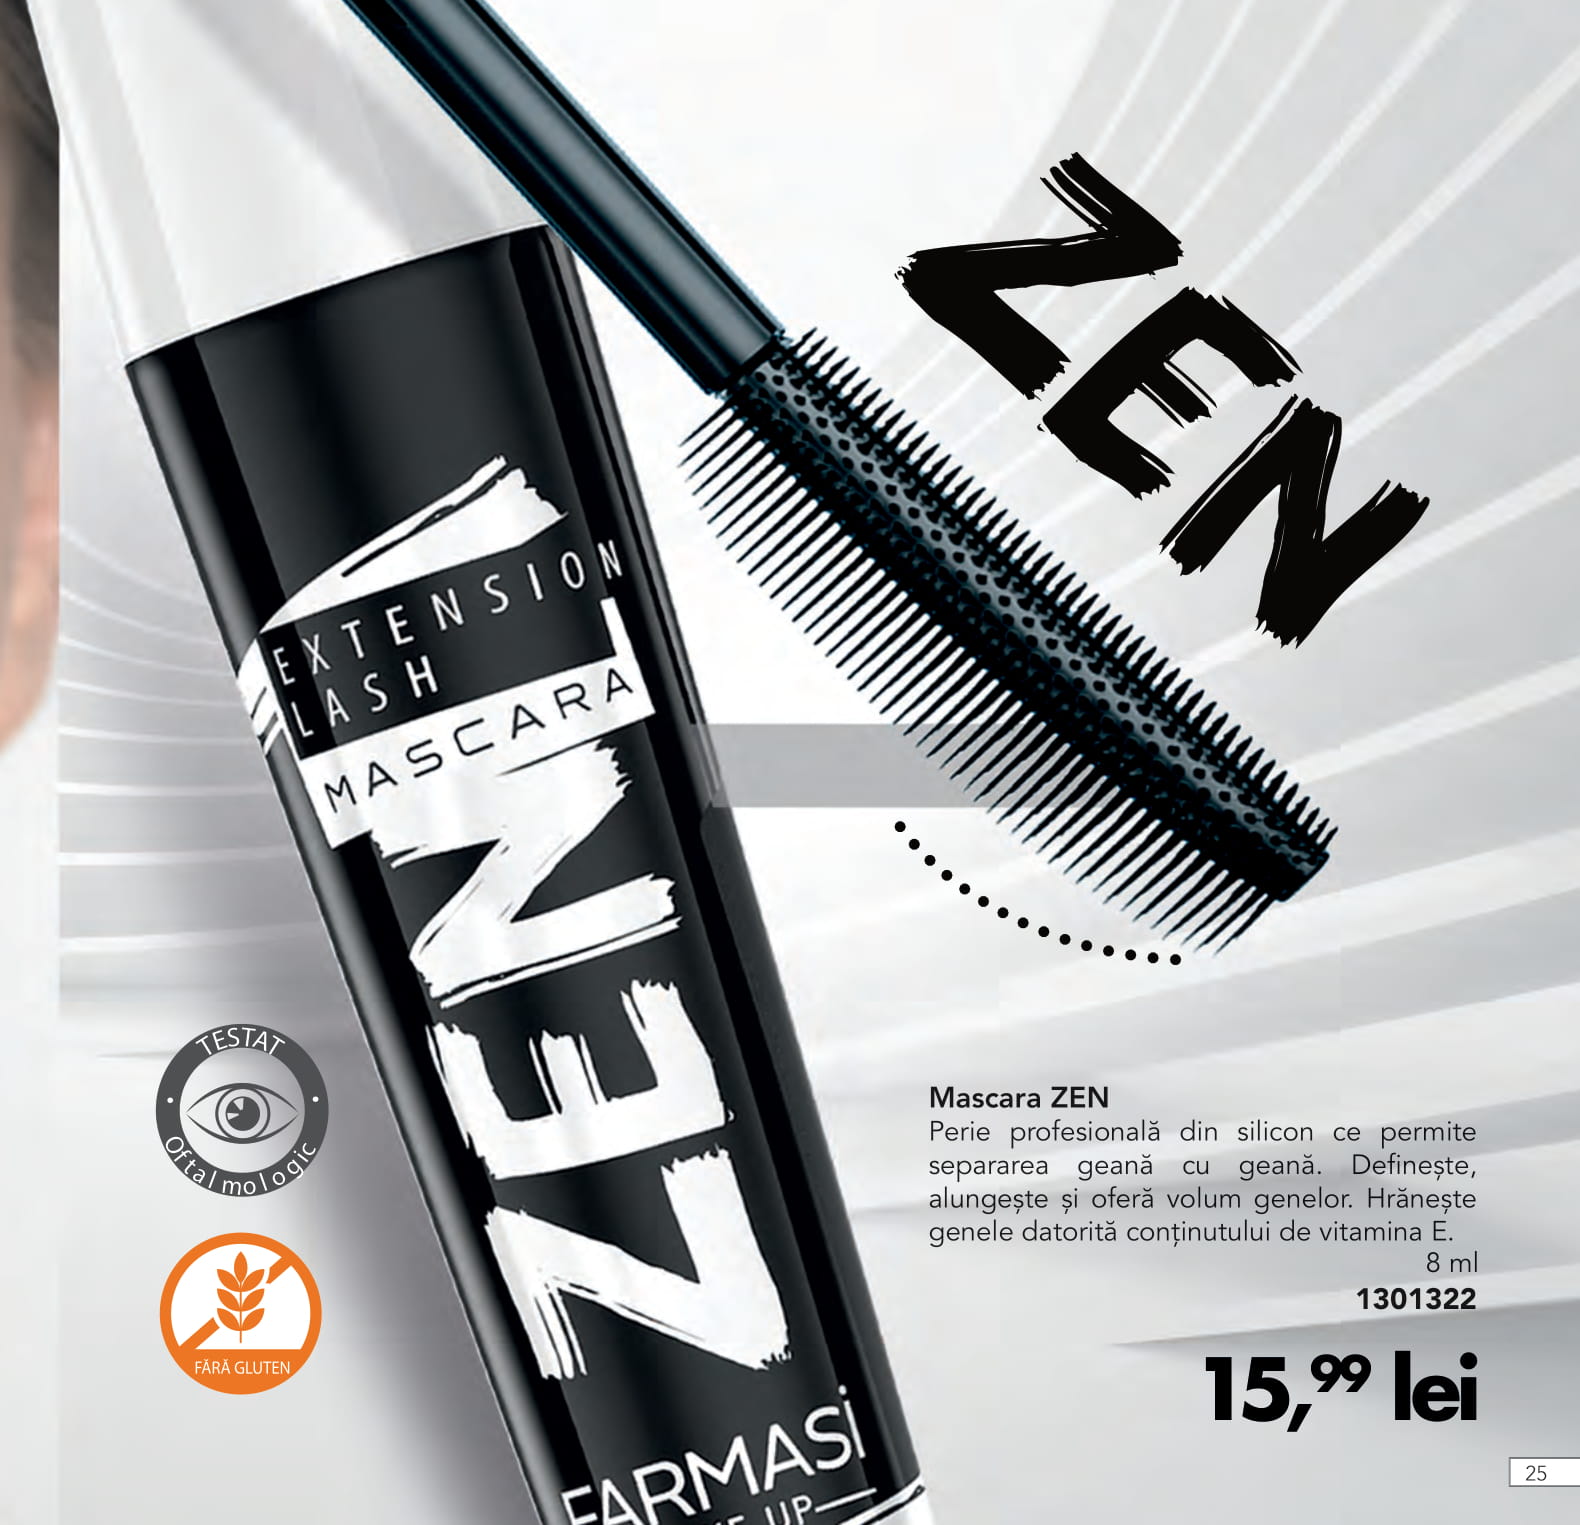 ZEN
EXTENSION
LASH
MASCARA
ZEN
TESTAT
Oftalmologic
FĂRĂ GLUTEN
FARMASi
UP
Mascara ZEN
Perie profesională din silicon ce permite
separarea geană cu geană. Definește,
alungește și oferă volum genelor. Hrănește
genele datorită conținutului de vitamina E.
8 ml
1301322
15,99 lei
25